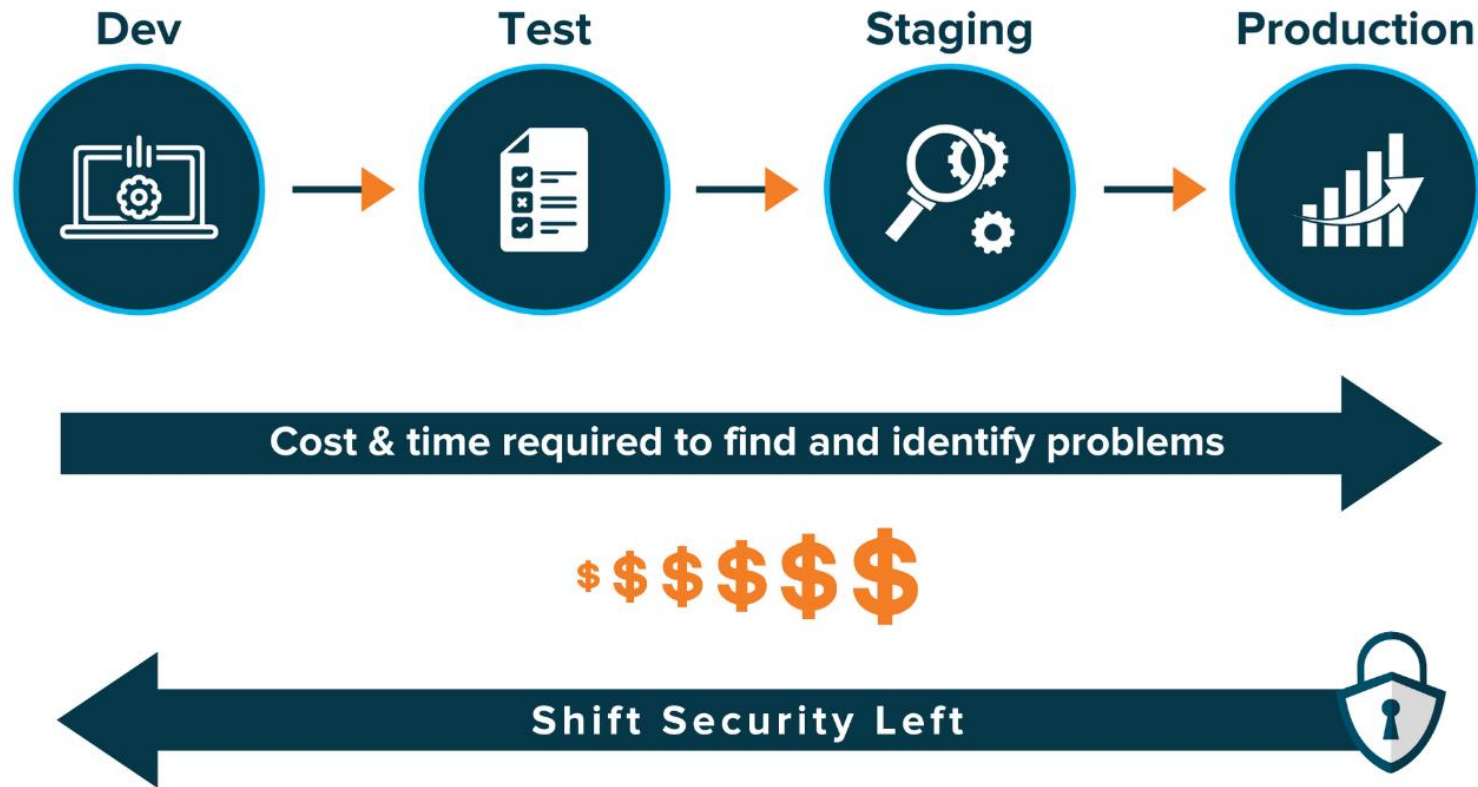 Dev
Test
Staging
Production
Cost & time required to find and identify problems
$ $ $ $ $ $
Shift Security Left